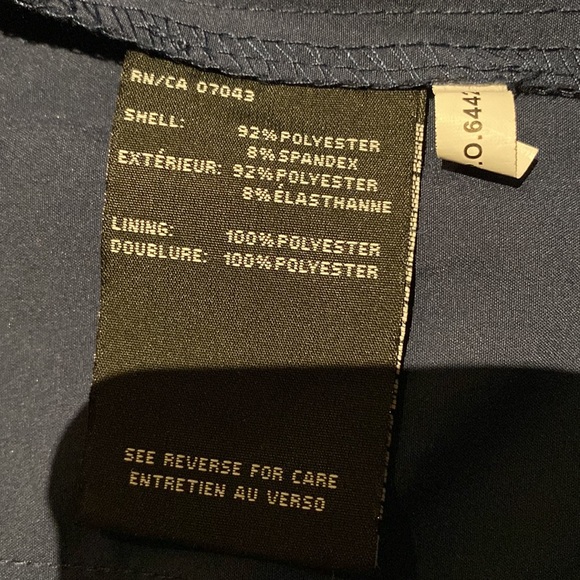 RN/CA 07043
SHELL: 92%POLYESTER
8%SPANDEX
EXTÉRIEUR: 92%POLYESTER
8%ÉLASTHANNE
LINING: 100%POLYESTER
DOUBLURE: 100%POLYESTER
SEE REVERSE FOR CARE
ENTRETIEN AU VERSO
.O.644